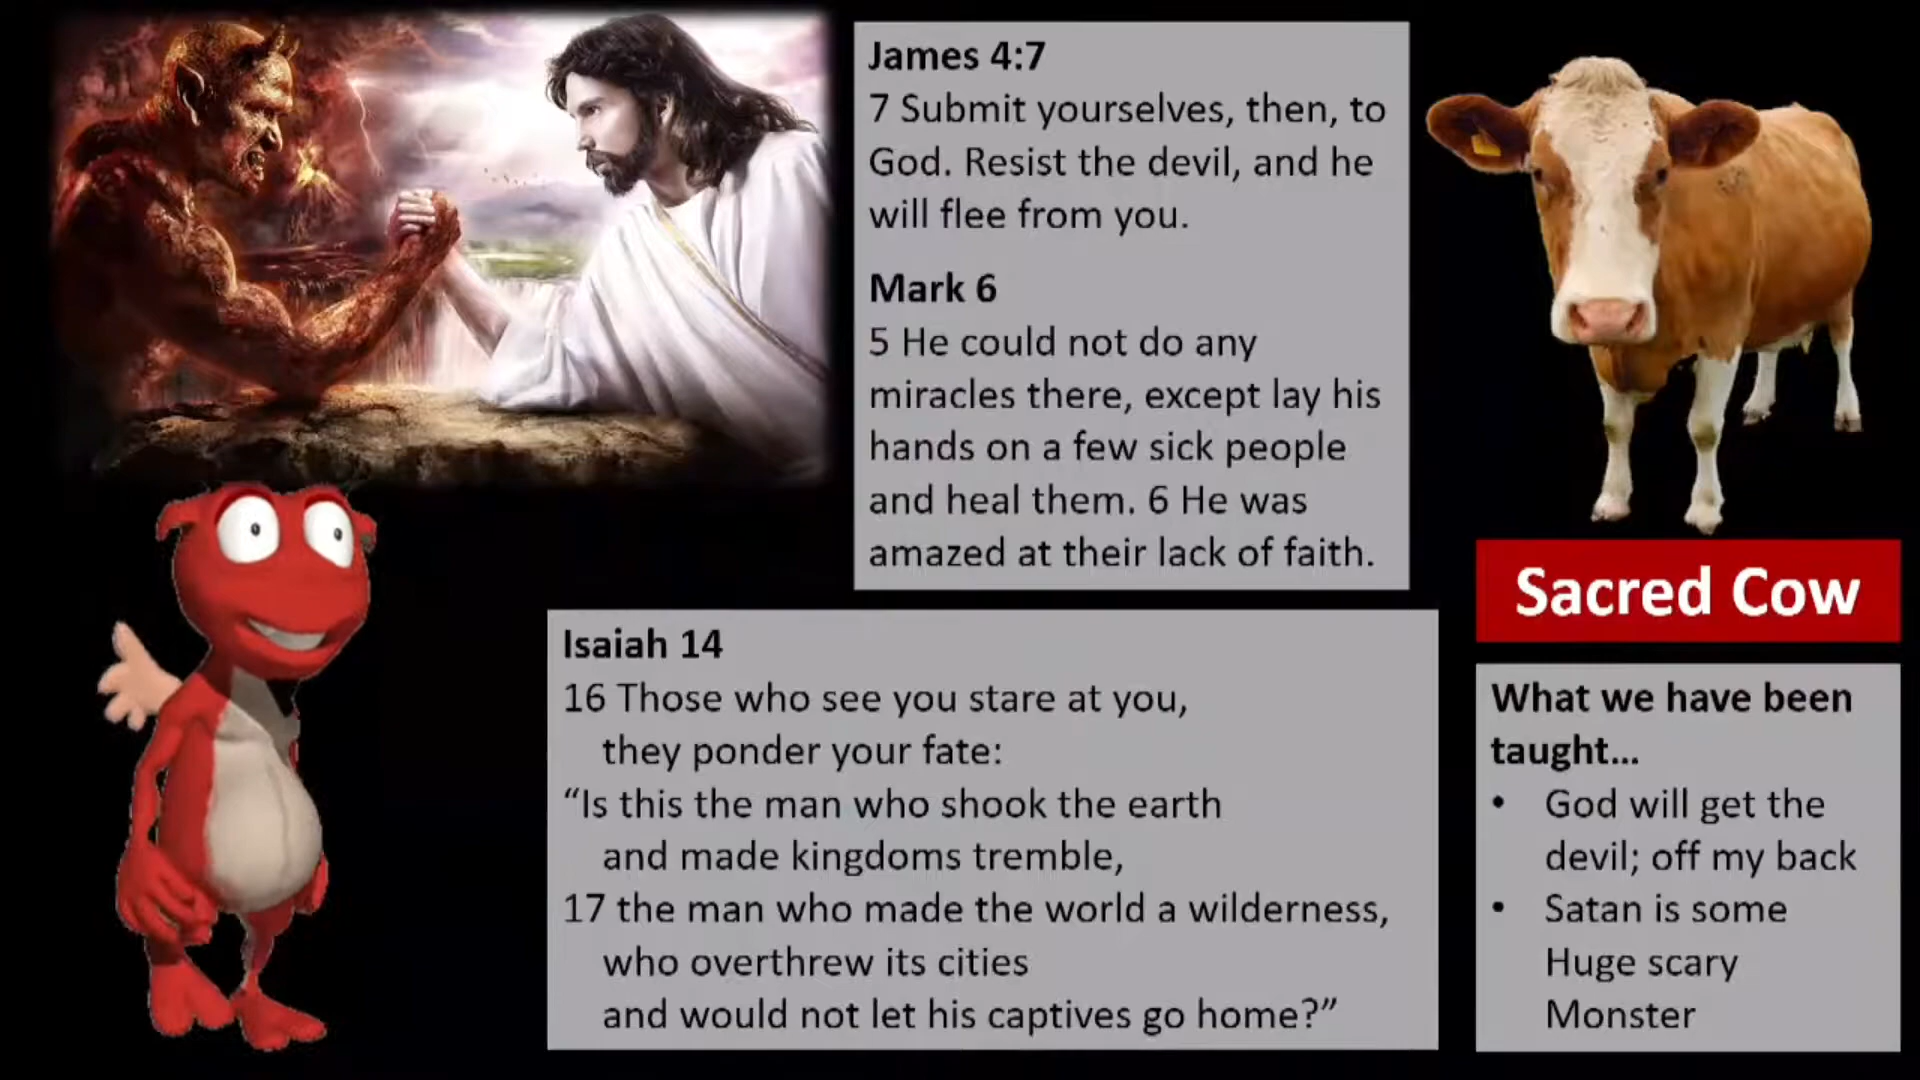 James 4:7
7 Submit yourselves, then, to
God. Resist the devil, and he
will flee from you.
Mark 6
5 He could not do any
miracles there, except lay his
hands on a few sick people
and heal them. 6 He was
amazed at their lack of faith.
Isaiah 14
16 Those who see you stare at you,
they ponder your fate:
“Is this the man who shook the earth
and made kingdoms tremble,
17 the man who made the world a wilderness,
who overthrew its cities
and would not let his captives go home?”
Sacred Cow
What we have been
taught...
• God will get the
devil; off my back
• Satan is some
Huge scary
Monster